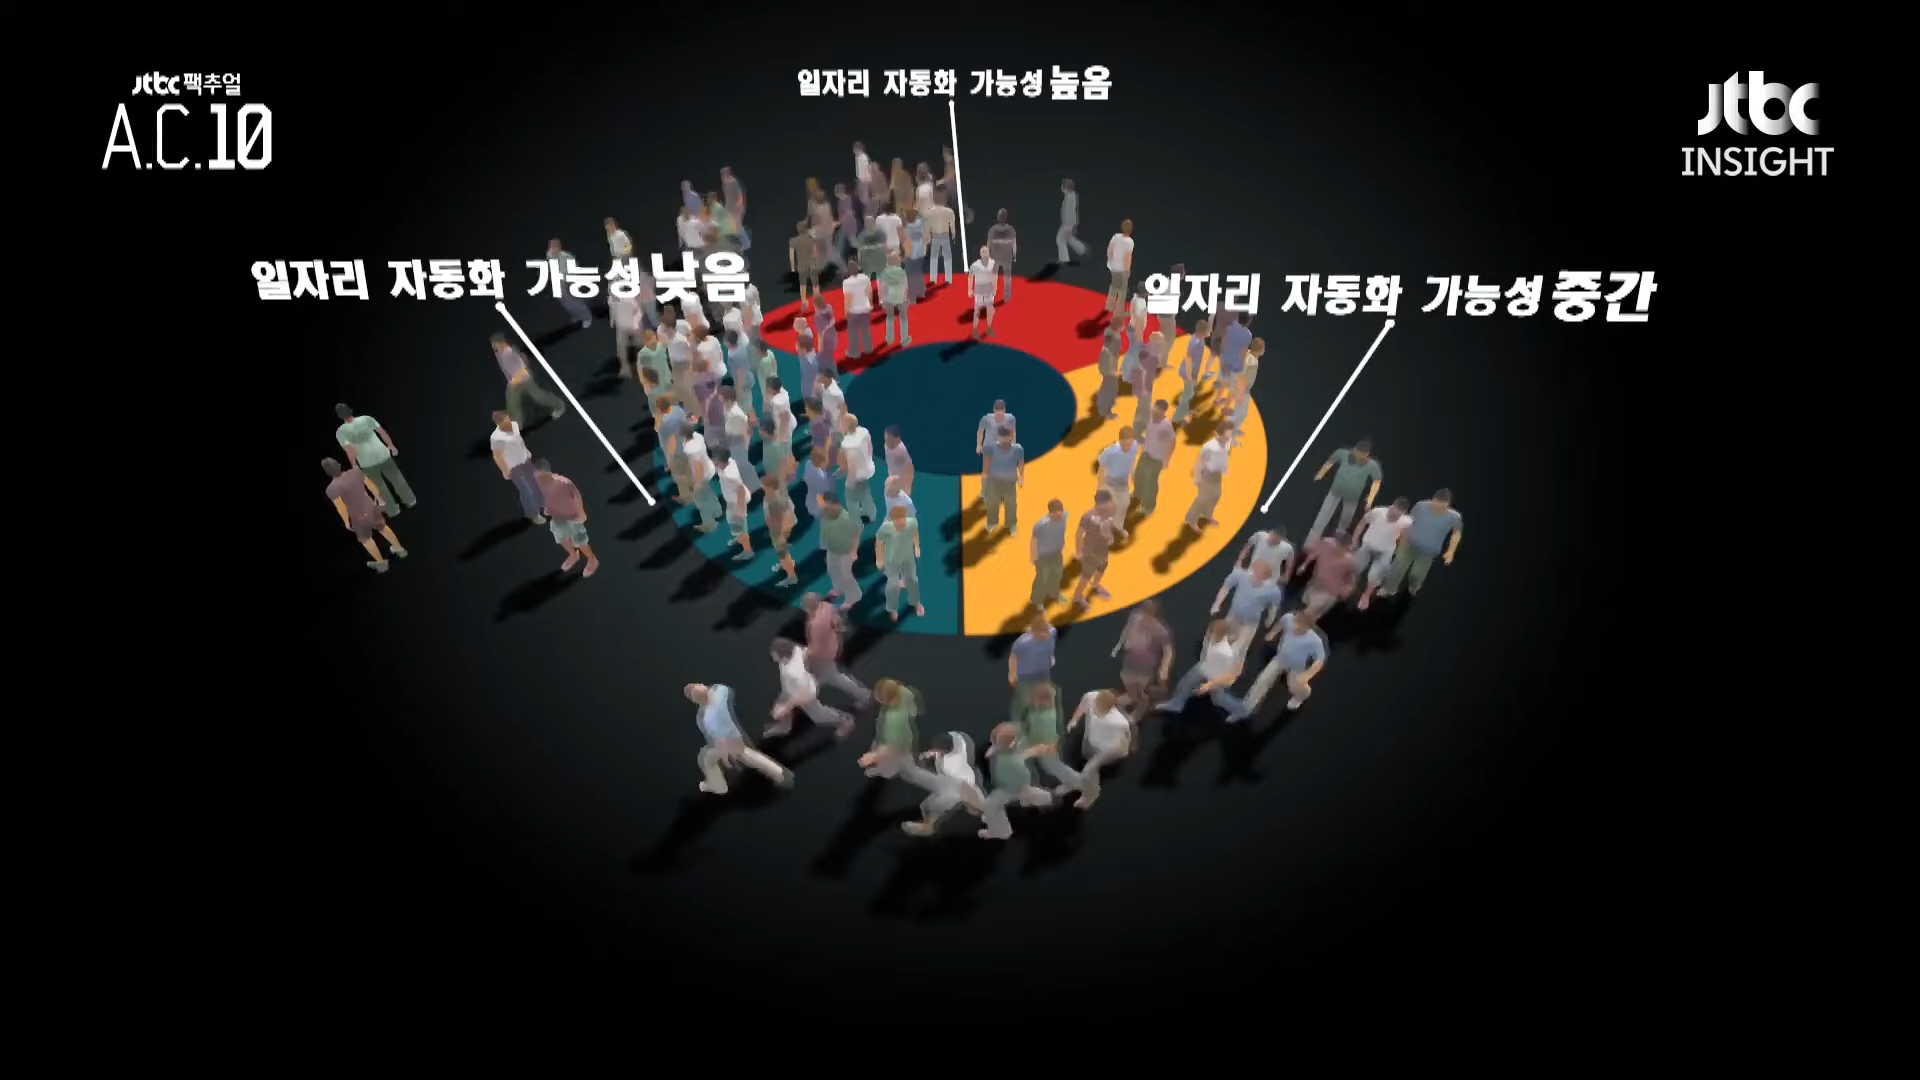 jtbc 팩추얼
A.C.10
일자리 자동화 가능성 높음
jtbc
INSIGHT
일자리 자동화 가능성 낮음
일자리 자동화 가능성 중간